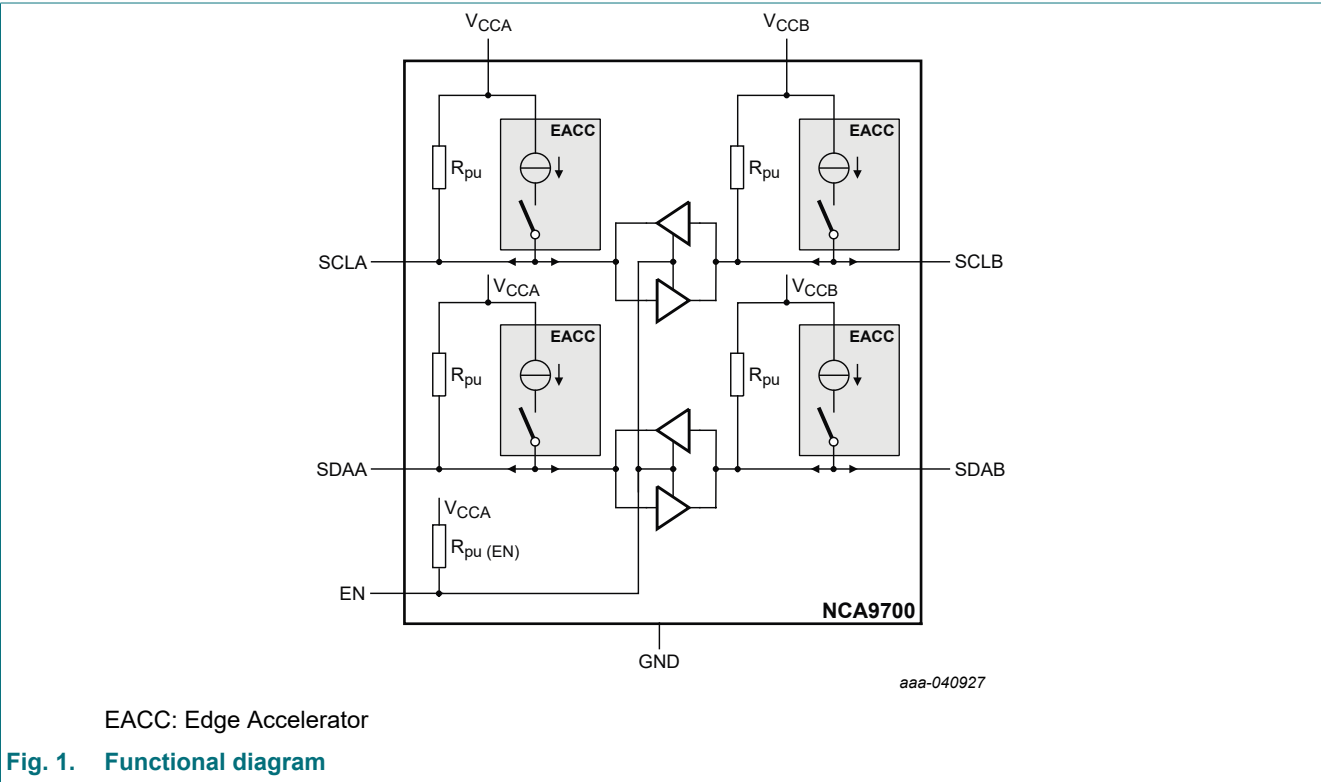 VCCA VCCB
EACC EACC
Rpu Rpu
SCLA SCLB
VCCA VCCB
EACC EACC
Rpu Rpu
SDAA SDAB
VCCA
Rpu (EN)
EN
NCA9700
GND
aaa-040927
EACC: Edge Accelerator
Fig. 1. Functional diagram